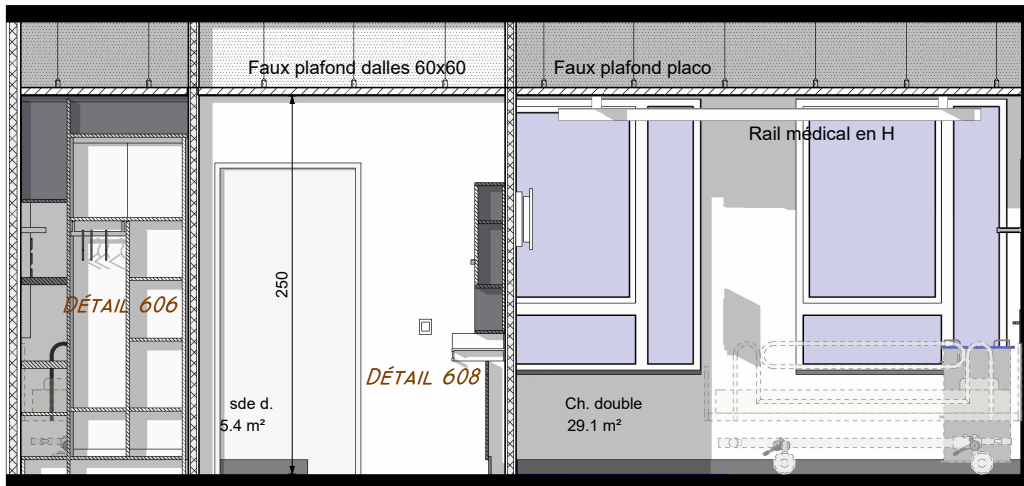 Faux plafond dalles 60x60
Faux plafond placo
Rail médical en H
250
DÉTAIL 606
DÉTAIL 608
sde d.
5.4 m²
Ch. double
29.1 m²